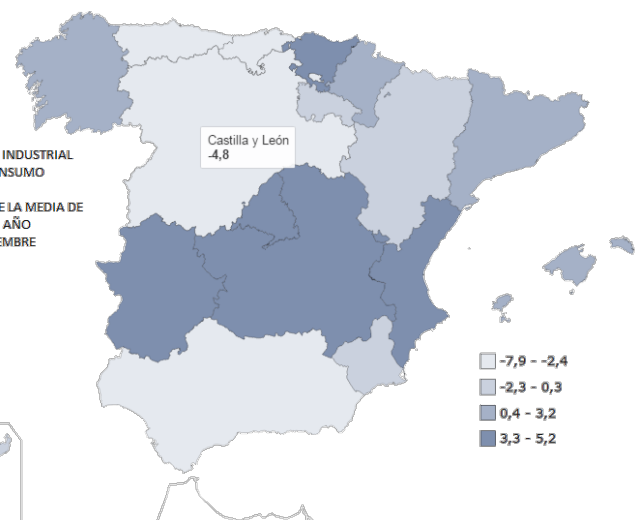 Castilla y León
-4,8
INDUSTRIAL
NSUMO
E LA MEDIA DE
AÑO
EMBRE
-7,9 - -2,4
-2,3 - 0,3
0,4 - 3,2
3,3 - 5,2